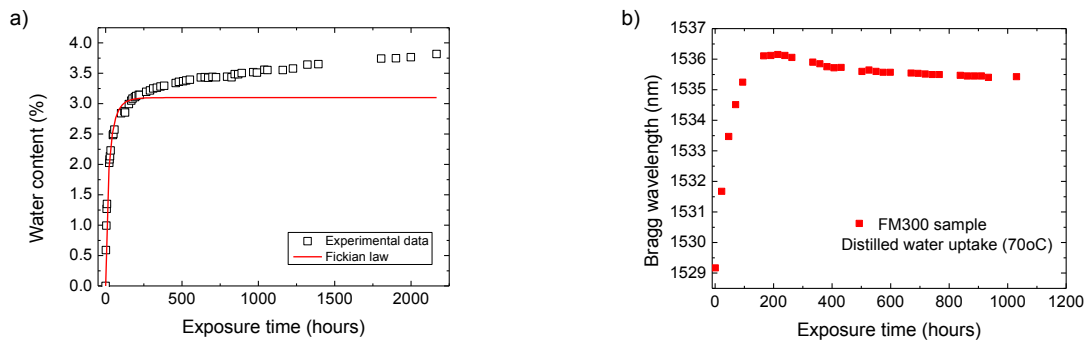 a)
4.0
3.5
3.0
2.5
2.0
1.5
1.0
0.5
0.0
Water content (%)
Experimental data
Fickian law
0 500 1000 1500 2000
Exposure time (hours)
b)
1537
1536
1535
1534
1533
1532
1531
1530
1529
Bragg wavelength (nm)
FM300 sample
Distilled water uptake (70oC)
0 200 400 600 800 1000 1200
Exposure time (hours)